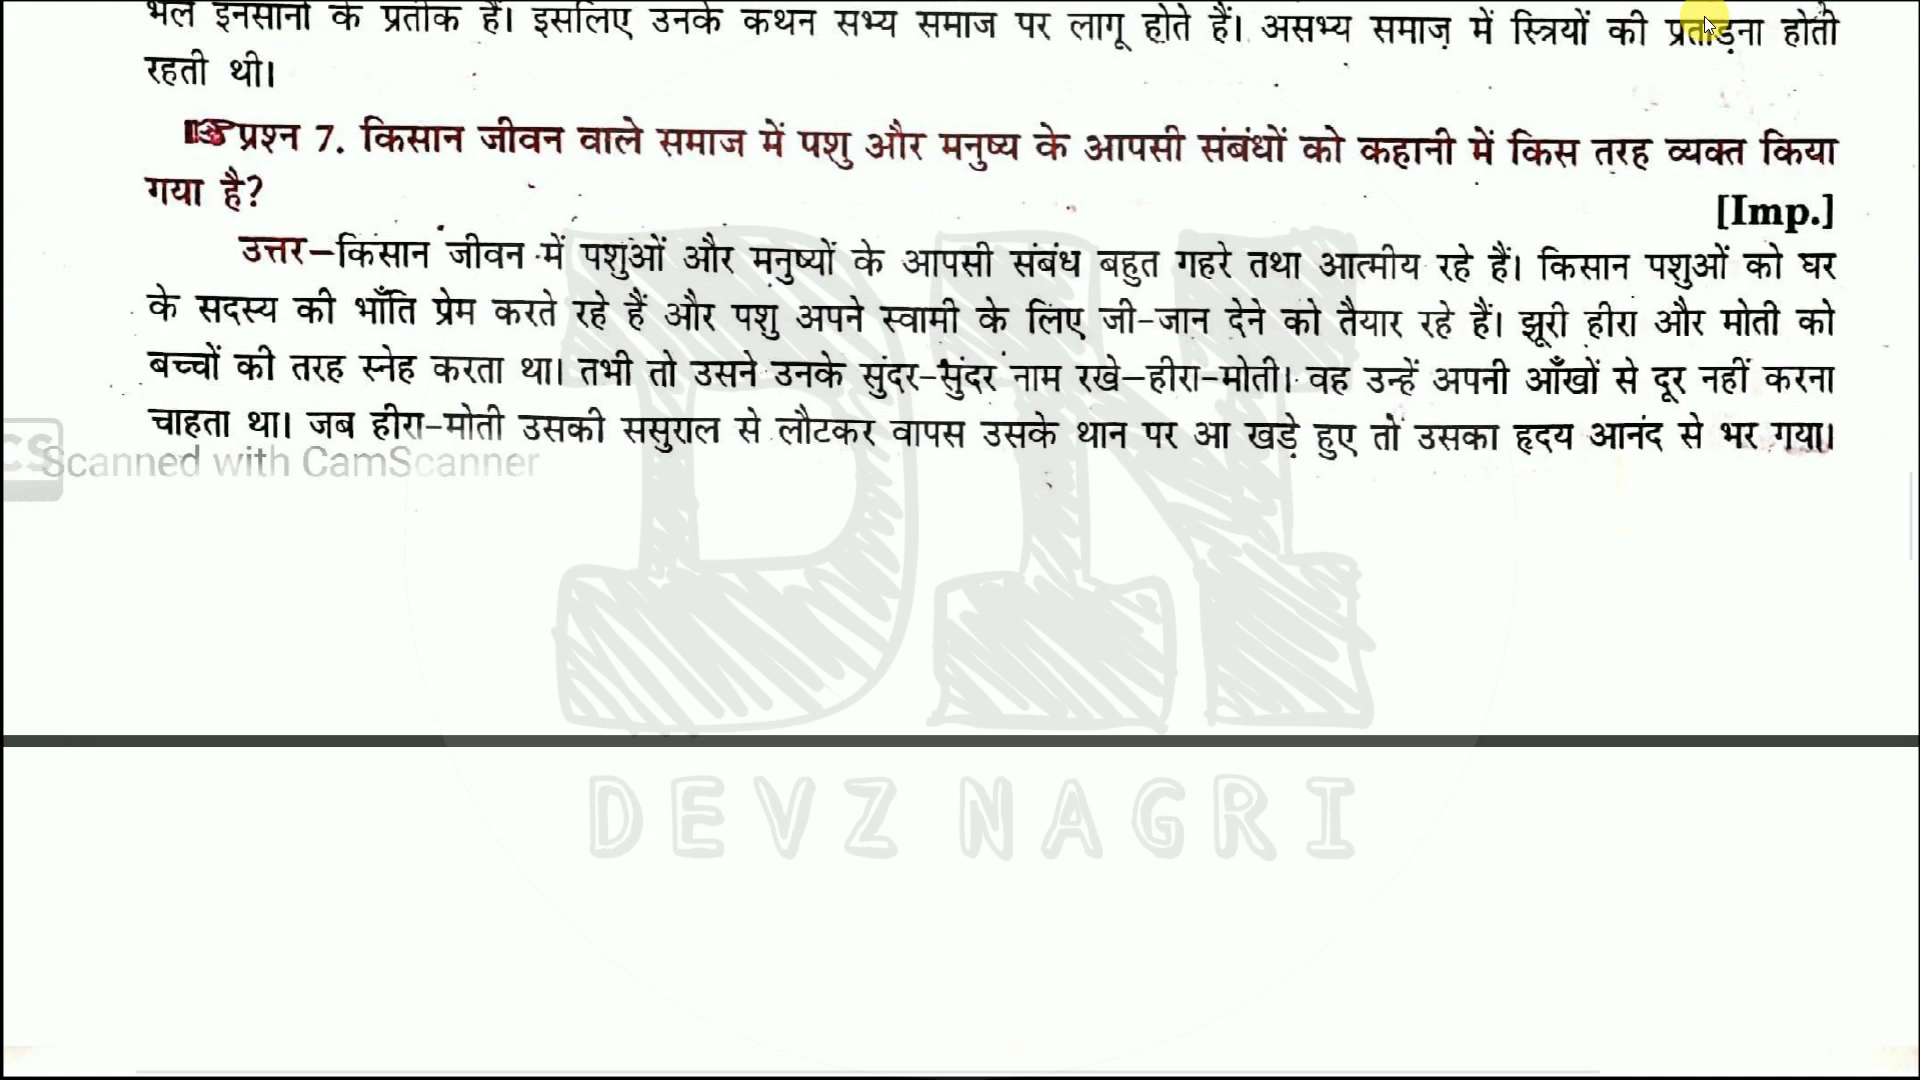 भले इनसानों के प्रतीक हैं। इसलिए उनके कथन सभ्य समाज पर लागू होते हैं। असभ्य समाज़ में स्त्रियों की प्रताड़ना होती
रहती थी।
प्रश्न 7. किसान जीवन वाले समाज में पशु और मनुष्य के आपसी संबंधों को कहानी में किस तरह व्यक्त किया
गया है?
[Imp.]
उत्तर–किसान जीवन में पशुओं और मनुष्यों के आपसी संबंध बहुत गहरे तथा आत्मीय रहे हैं। किसान पशुओं को घर
के सदस्य की भाँति प्रेम करते रहे हैं और पशु अपने स्वामी के लिए जी-जान देने को तैयार रहे हैं। झूरी हीरा और मोती को
बच्चों की तरह स्नेह करता था। तभी तो उसने उनके सुंदर-सुंदर नाम रखे–हीरा-मोती। वह उन्हें अपनी आँखों से दूर नहीं करना
चाहता था। जब हीरा-मोती उसकी ससुराल से लौटकर वापस उसके थान पर आ खड़े हुए तो उसका हृदय आनंद से भर गया।
CS Scanned with CamScanner
DN
DEVZ NAGRI